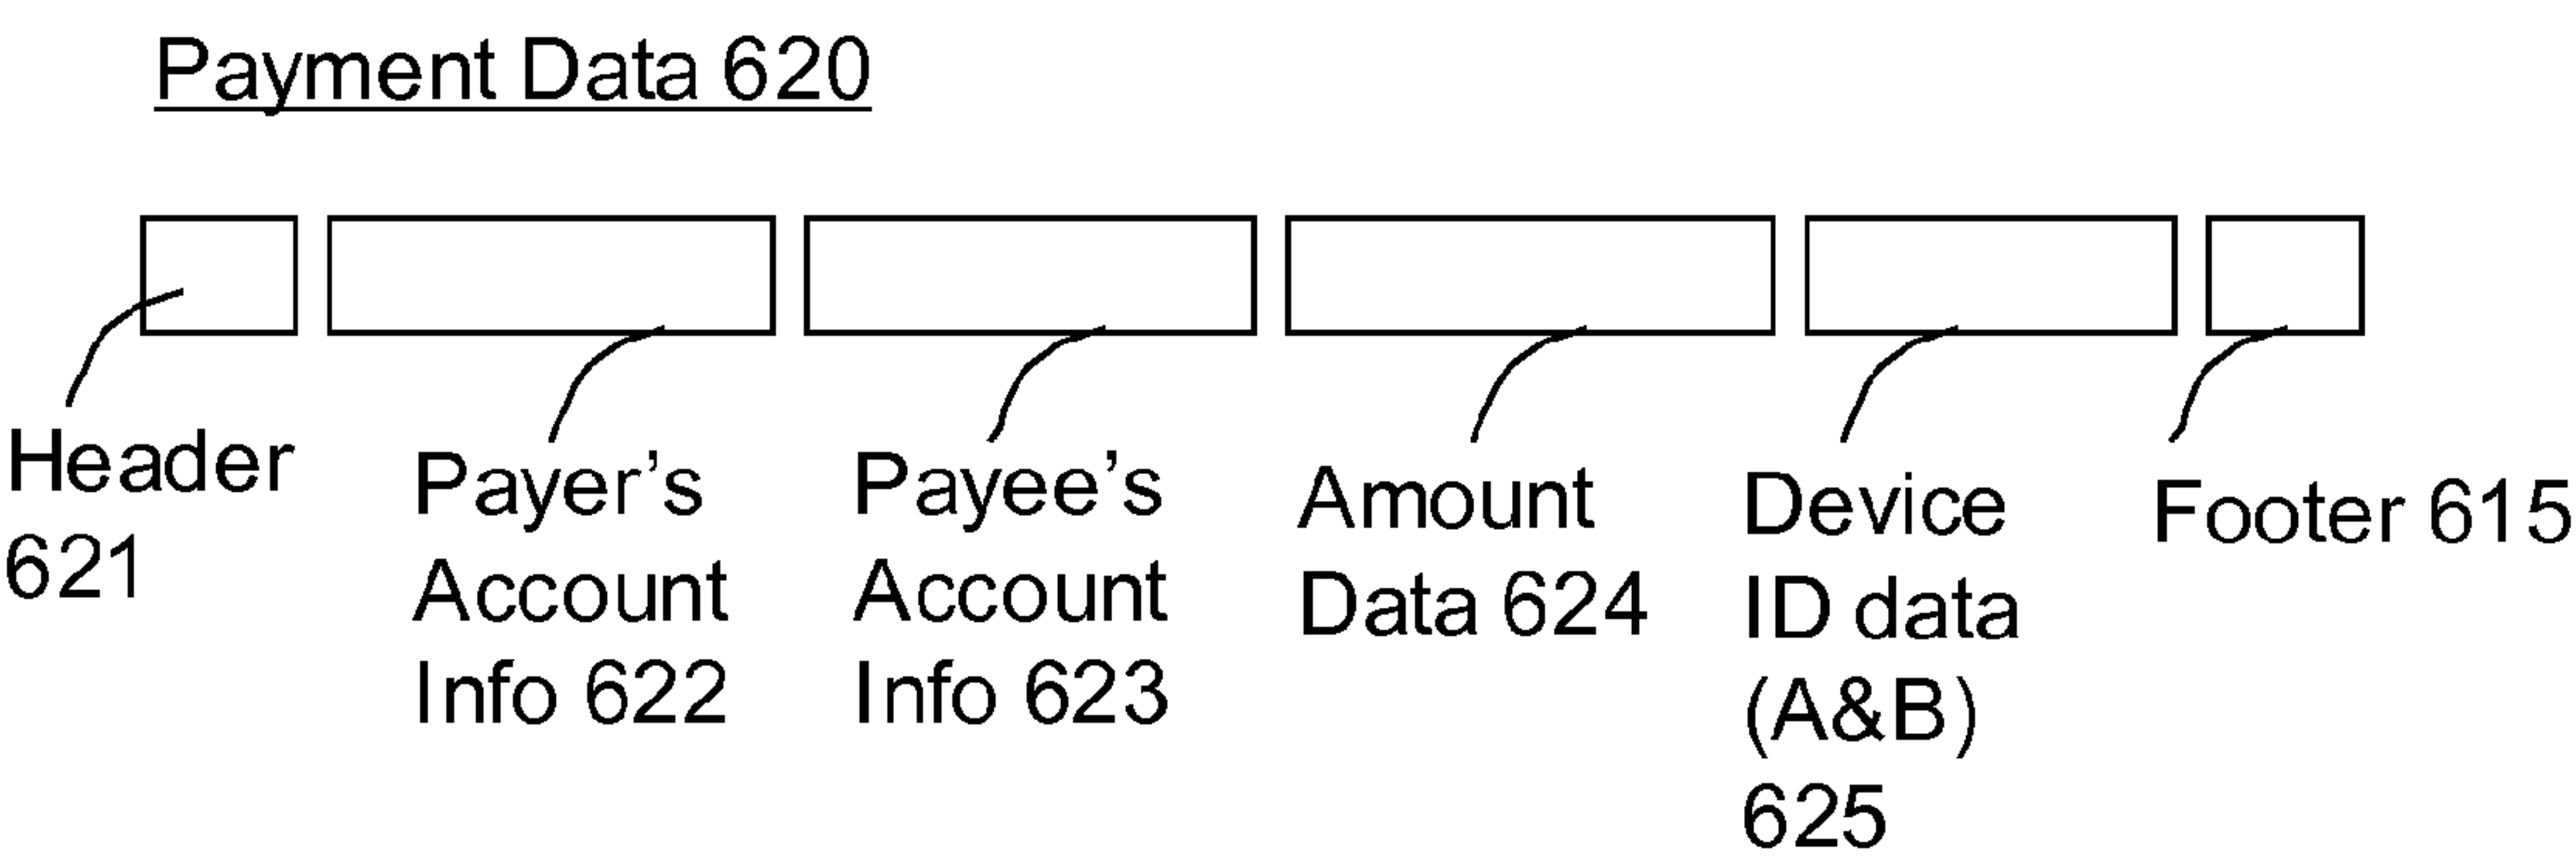 Payment Data 620
Header
621
Payer's
Account
Info 622
Payee's
Account
Info 623
Amount
Data 624
Device
ID data
(A&B)
625
Footer 615